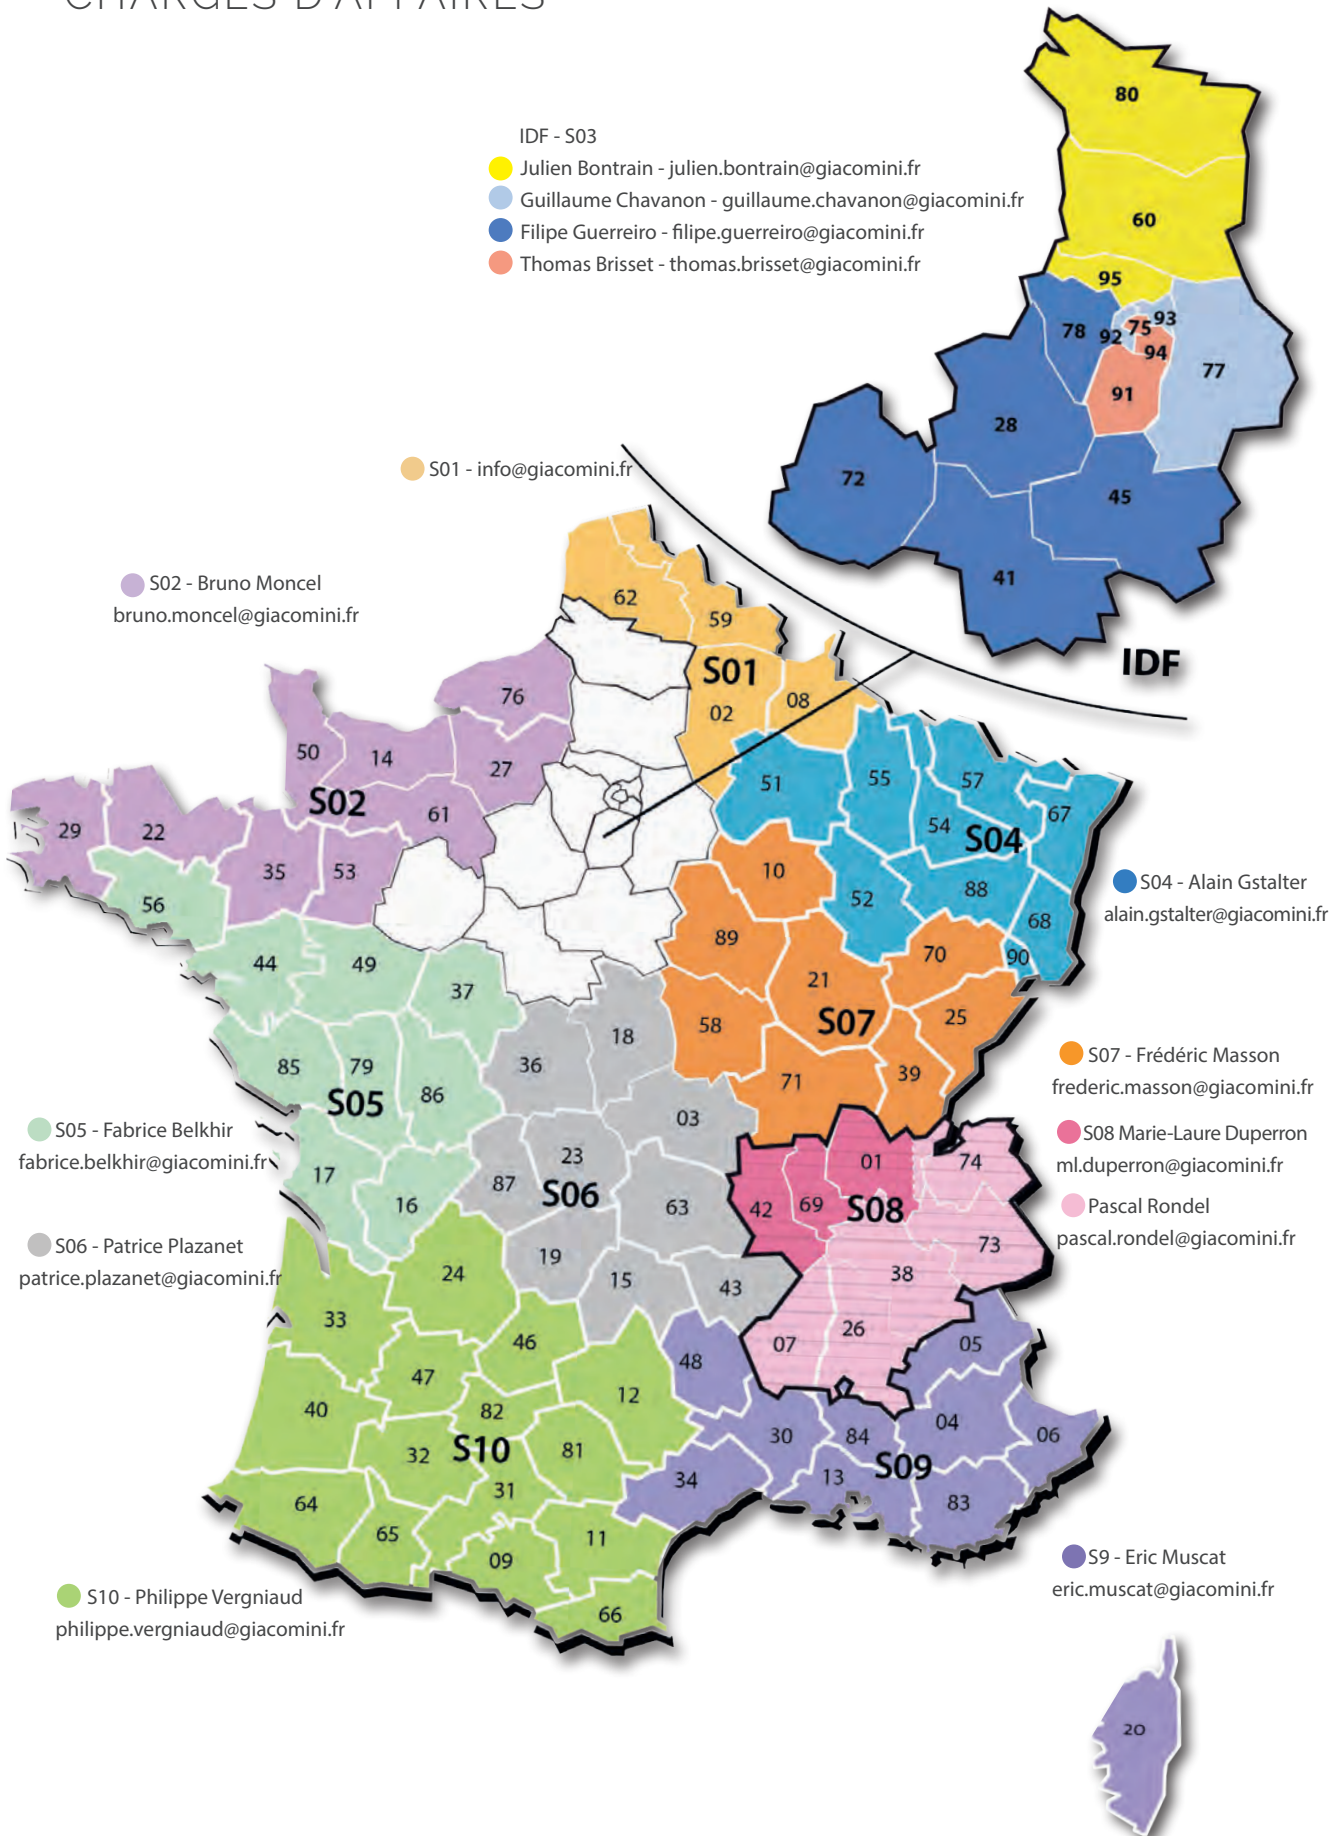 CHARGÉS D'AFFAIRES
IDF - S03
Julien Bontrain - julien.bontrain@giacomini.fr
Guillaume Chavanon - guillaume.chavanon@giacomini.fr
Filipe Guerreiro - filipe.guerreiro@giacomini.fr
Thomas Brisset - thomas.brisset@giacomini.fr
80
60
95
78
92
75
93
94
91
77
28
72
45
41
IDF
S01 - info@giacomini.fr
S02 - Bruno Moncel
bruno.moncel@giacomini.fr
62
59
S01
02
08
76
50
14
27
S02
61
29
22
35
53
51
55
57
67
54
S04
88
52
68
90
S04 - Alain Gstalter
alain.gstalter@giacomini.fr
56
44
49
37
85
79
86
S05
17
16
10
89
21
70
58
S07
25
71
39
S07 - Frédéric Masson
frederic.masson@giacomini.fr
S05 - Fabrice Belkhir
fabrice.belkhir@giacomini.fr
36
18
03
23
87
S06
63
19
15
43
S08 Marie-Laure Duperron
ml.duperron@giacomini.fr
Pascal Rondel
pascal.rondel@giacomini.fr
01
74
42
69
S08
73
38
26
07
S06 - Patrice Plazanet
patrice.plazanet@giacomini.fr
24
33
46
47
12
40
82
32
S10
81
31
64
65
09
11
66
48
05
30
84
04
06
34
13
S09
83
S9 - Eric Muscat
eric.muscat@giacomini.fr
S10 - Philippe Vergniaud
philippe.vergniaud@giacomini.fr
20